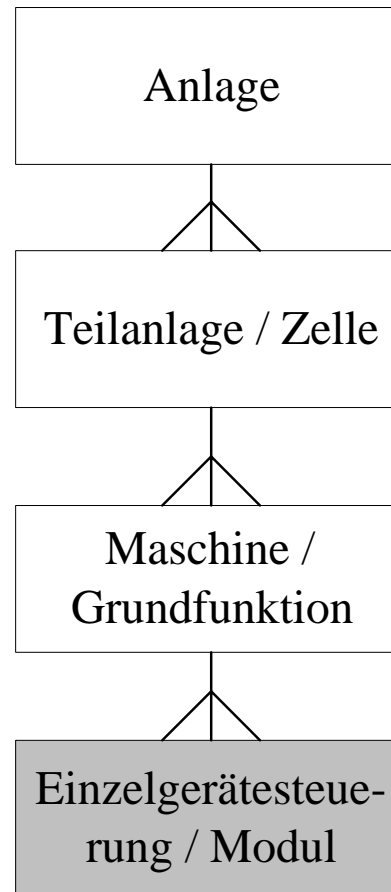 Anlage
Teilanlage / Zelle
Maschine /
Grundfunktion
Einzelgerätesteue-
rung / Modul